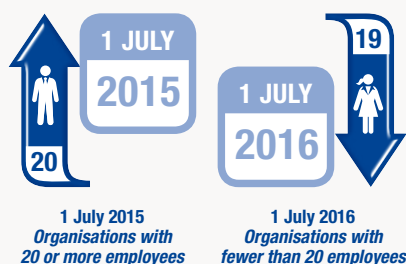 1 JULY
2015
20
1 July 2015
Organisations with
20 or more employees
19
1 JULY
2016
1 July 2016
Organisations with
fewer than 20 employees